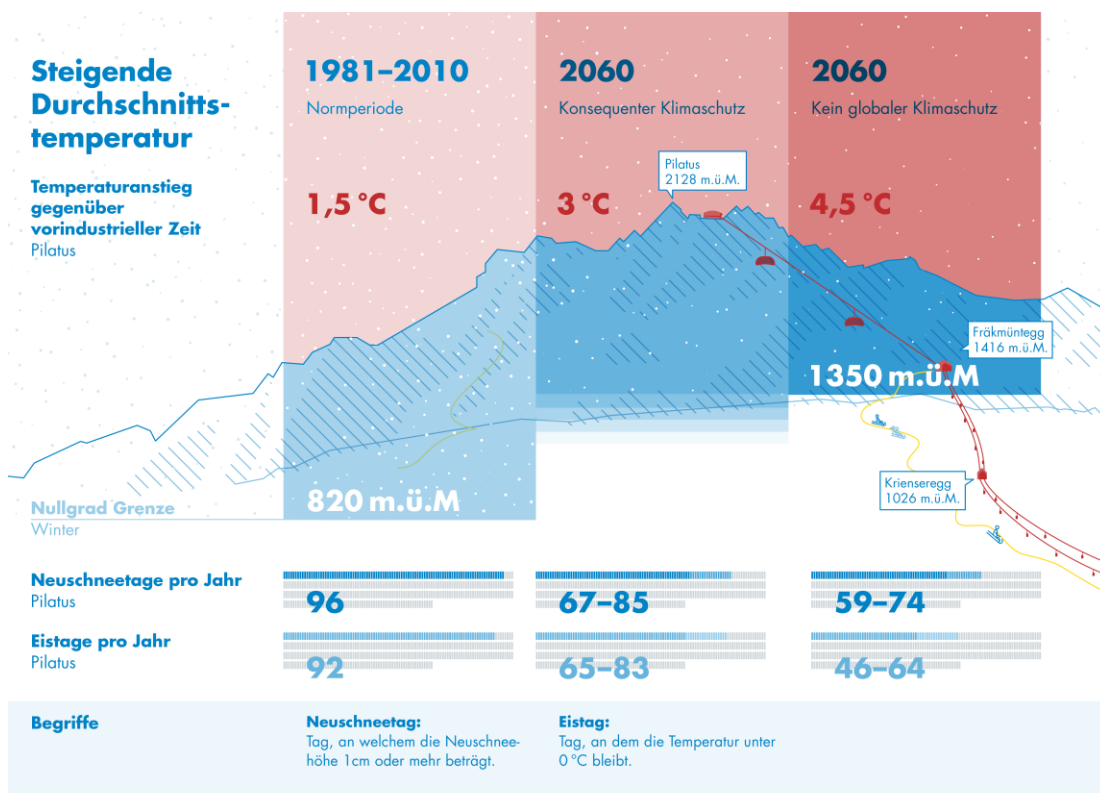 Steigende
Durchschnitts-
temperatur
Temperaturanstieg
gegenüber
vorindustrieller Zeit
Pilatus
1981–2010
Normperiode
1,5 °C
2060
Konsequenter Klimaschutz
3 °C
2060
Kein globaler Klimaschutz
4,5 °C
Pilatus
2128 m.ü.M.
Fräkmüntegg
1416 m.ü.M.
1350 m.ü.M
Krienseregg
1026 m.ü.M.
820 m.ü.M
Nullgrad Grenze
Winter
Neuschneetage pro Jahr
Pilatus
96
67–85
59–74
Eistage pro Jahr
Pilatus
92
65–83
46–64
Begriffe
Neuschneetag:
Tag, an welchem die Neuschnee-
höhe 1cm oder mehr beträgt.
Eistag:
Tag, an dem die Temperatur unter
0 °C bleibt.